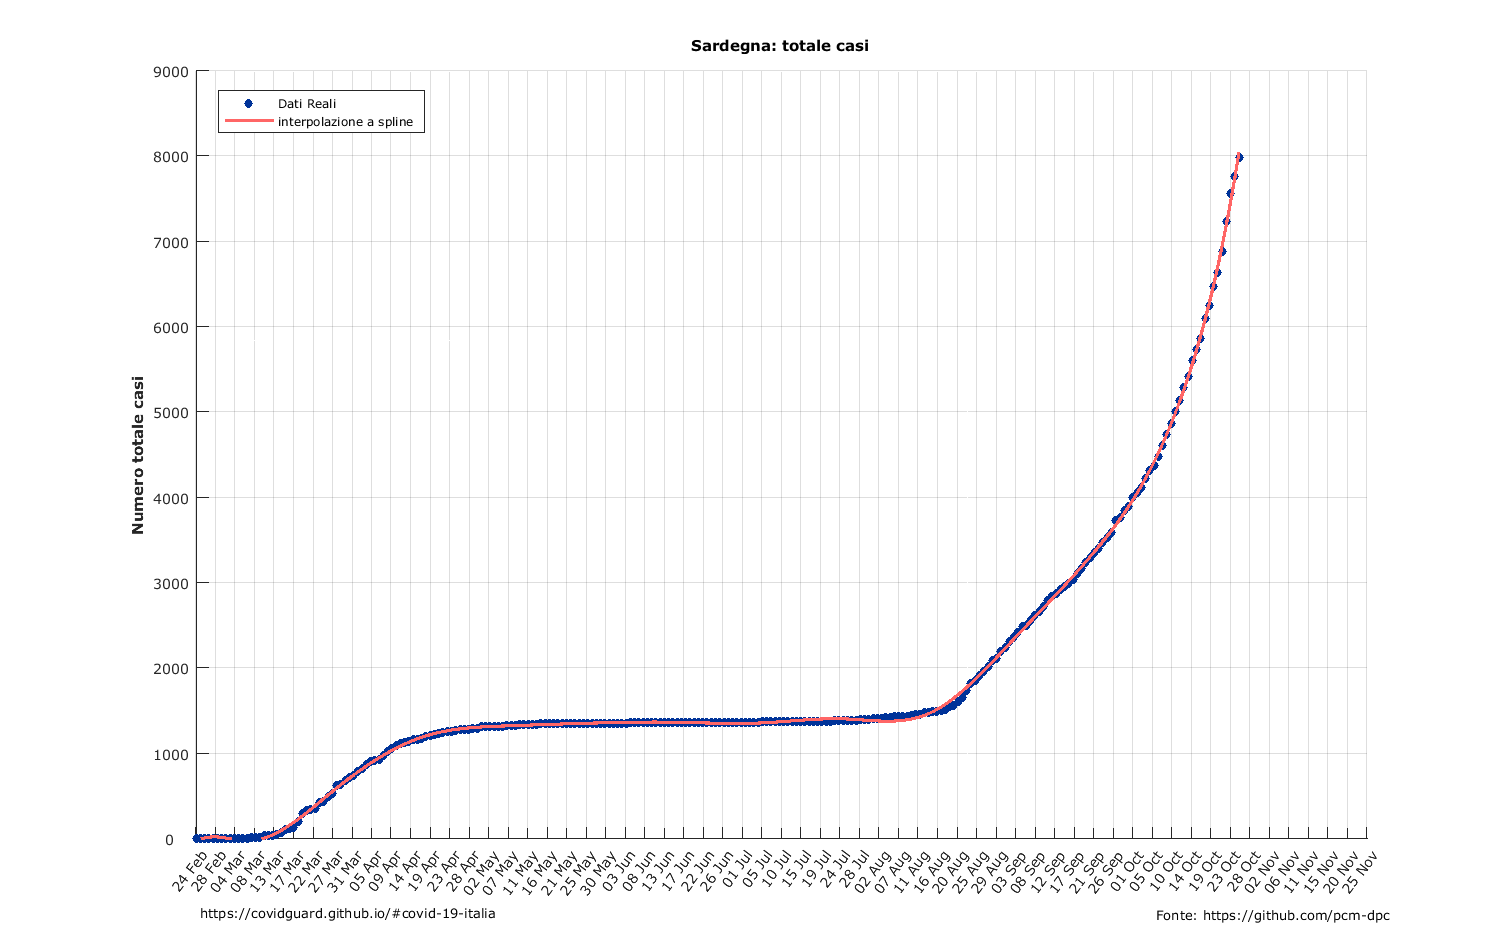 Sardegna: totale casi
9000
8000
7000
6000
5000
4000
3000
2000
1000
0
Numero totale casi
Dati Reali
interpolazione a spline
24 Feb
28 Feb
04 Mar
08 Mar
13 Mar
17 Mar
22 Mar
27 Mar
31 Mar
05 Apr
09 Apr
14 Apr
19 Apr
23 Apr
28 Apr
02 May
07 May
11 May
16 May
21 May
25 May
30 May
03 Jun
08 Jun
13 Jun
17 Jun
22 Jun
26 Jun
01 Jul
05 Jul
10 Jul
15 Jul
19 Jul
24 Jul
28 Jul
02 Aug
07 Aug
11 Aug
16 Aug
20 Aug
25 Aug
29 Aug
03 Sep
08 Sep
12 Sep
17 Sep
21 Sep
26 Sep
01 Oct
05 Oct
10 Oct
14 Oct
19 Oct
23 Oct
28 Oct
02 Nov
06 Nov
11 Nov
15 Nov
20 Nov
25 Nov
https://covidguard.github.io/#covid-19-italia
Fonte: https://github.com/pcm-dpc